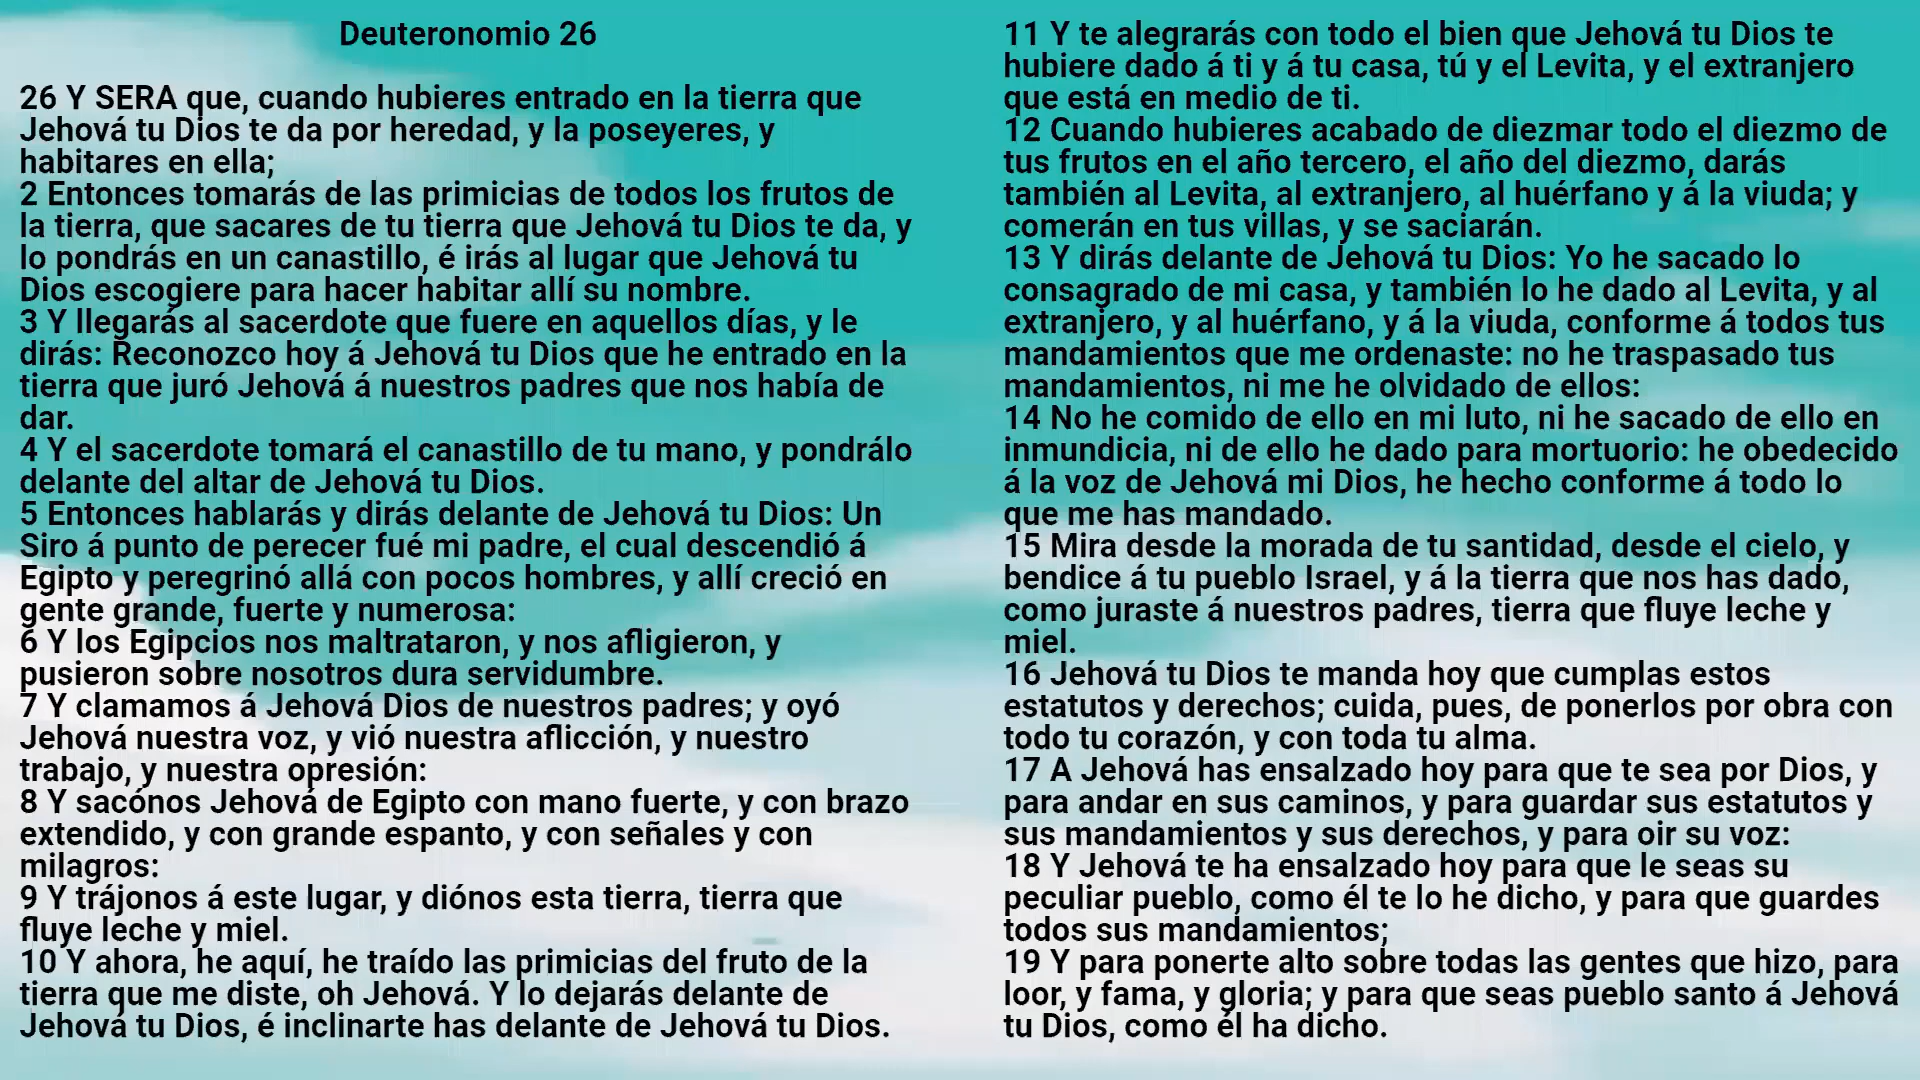 Deuteronomio 26
26 Y SERA que, cuando hubieres entrado en la tierra que
Jehová tu Dios te da por heredad, y la poseyeres, y
habitares en ella;
2 Entonces tomarás de las primicias de todos los frutos de
la tierra, que sacares de tu tierra que Jehová tu Dios te da, y
lo pondrás en un canastillo, é irás al lugar que Jehová tu
Dios escogiere para hacer habitar allí su nombre.
3 Y llegarás al sacerdote que fuere en aquellos días, y le
dirás: Reconozco hoy á Jehová tu Dios que he entrado en la
tierra que juró Jehová á nuestros padres que nos había de
dar.
4 Y el sacerdote tomará el canastillo de tu mano, y pondrálo
delante del altar de Jehová tu Dios.
5 Entonces hablarás y dirás delante de Jehová tu Dios: Un
Siro á punto de perecer fué mi padre, el cual descendió á
Egipto y peregrinó allá con pocos hombres, y allí creció en
gente grande, fuerte y numerosa:
6 Y los Egipcios nos maltrataron, y nos afligieron, y
pusieron sobre nosotros dura servidumbre.
7 Y clamamos á Jehová Dios de nuestros padres; y oyó
Jehová nuestra voz, y vió nuestra aflicción, y nuestro
trabajo, y nuestra opresión:
8 Y sacónos Jehová de Egipto con mano fuerte, y con brazo
extendido, y con grande espanto, y con señales y con
milagros:
9 Y trájonos á este lugar, y diónos esta tierra, tierra que
fluye leche y miel.
10 Y ahora, he aquí, he traído las primicias del fruto de la
tierra que me diste, oh Jehová. Y lo dejarás delante de
Jehová tu Dios, é inclinarte has delante de Jehová tu Dios.
11 Y te alegrarás con todo el bien que Jehová tu Dios te
hubiere dado á ti y á tu casa, tú y el Levita, y el extranjero
que está en medio de ti.
12 Cuando hubieres acabado de diezmar todo el diezmo de
tus frutos en el año tercero, el año del diezmo, darás
también al Levita, al extranjero, al huérfano y á la viuda; y
comerán en tus villas, y se saciarán.
13 Y dirás delante de Jehová tu Dios: Yo he sacado lo
consagrado de mi casa, y también lo he dado al Levita, y al
extranjero, y al huérfano, y á la viuda, conforme á todos tus
mandamientos que me ordenaste: no he traspasado tus
mandamientos, ni me he olvidado de ellos:
14 No he comido de ello en mi luto, ni he sacado de ello en
inmundicia, ni de ello he dado para mortuorio: he obedecido
á la voz de Jehová mi Dios, he hecho conforme á todo lo
que me has mandado.
15 Mira desde la morada de tu santidad, desde el cielo, y
bendice á tu pueblo Israel, y á la tierra que nos has dado,
como juraste á nuestros padres, tierra que fluye leche y
miel.
16 Jehová tu Dios te manda hoy que cumplas estos
estatutos y derechos; cuida, pues, de ponerlos por obra con
todo tu corazón, y con toda tu alma.
17 A Jehová has ensalzado hoy para que te sea por Dios, y
para andar en sus caminos, y para guardar sus estatutos y
sus mandamientos y sus derechos, y para oir su voz:
18 Y Jehová te ha ensalzado hoy para que le seas su
peculiar pueblo, como él te lo he dicho, y para que guardes
todos sus mandamientos;
19 Y para ponerte alto sobre todas las gentes que hizo, para
loor, y fama, y gloria; y para que seas pueblo santo á Jehová
tu Dios, como él ha dicho.